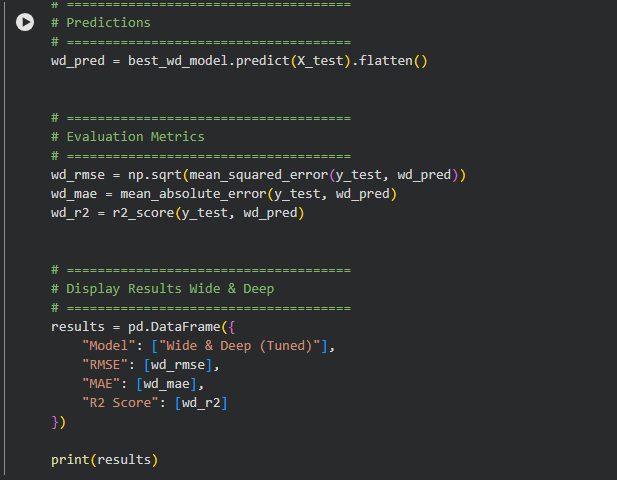 # =====================================
# Predictions
# =====================================
wd_pred = best_wd_model.predict(X_test).flatten()
# =====================================
# Evaluation Metrics
# =====================================
wd_rmse = np.sqrt(mean_squared_error(y_test, wd_pred))
wd_mae = mean_absolute_error(y_test, wd_pred)
wd_r2 = r2_score(y_test, wd_pred)
# =====================================
# Display Results Wide & Deep
# =====================================
results = pd.DataFrame({
    "Model": ["Wide & Deep (Tuned)"],
    "RMSE": [wd_rmse],
    "MAE": [wd_mae],
    "R2 Score": [wd_r2]
})
print(results)